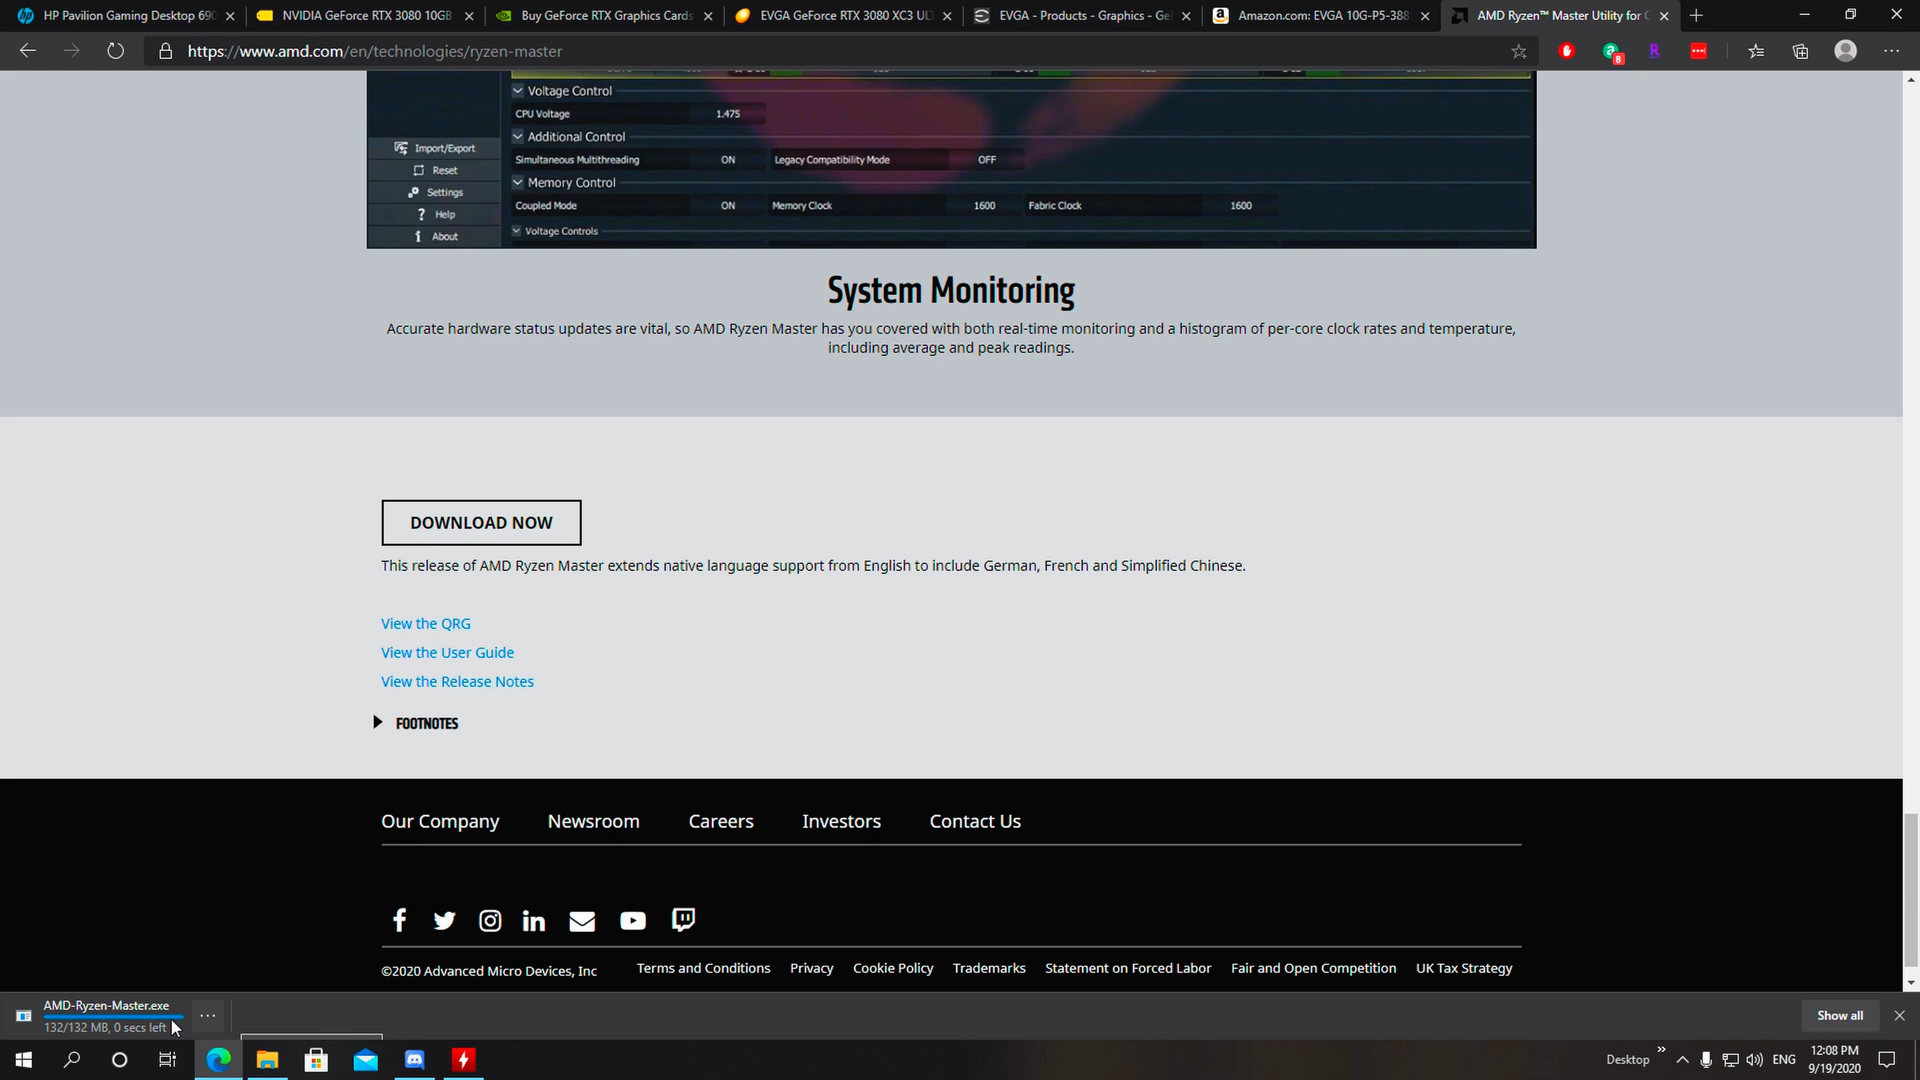 HP Pavilion Gaming Desktop 690
NVIDIA GeForce RTX 3080 10GB
Buy GeForce RTX Graphics Cards
EVGA GeForce RTX 3080 XC3 UL
EVGA - Products - Graphics - Ge
Amazon.com: EVGA 10G-P5-388
AMD Ryzen™ Master Utility for
https://www.amd.com/en/technologies/ryzen-master
8
Voltage Control
CPU Voltage 1.475
Additional Control
Import/Export
Simultaneous Multithreading ON Legacy Compatibility Mode OFF
Reset
Memory Control
Settings
Coupled Mode ON Memory Clock 1600 Fabric Clock 1600
? Help
Voltage Controls
About
System Monitoring
Accurate hardware status updates are vital, so AMD Ryzen Master has you covered with both real-time monitoring and a histogram of per-core clock rates and temperature,
including average and peak readings.
DOWNLOAD NOW
This release of AMD Ryzen Master extends native language support from English to include German, French and Simplified Chinese.
View the QRG
View the User Guide
View the Release Notes
FOOTNOTES
Our Company Newsroom Careers Investors Contact Us
©2020 Advanced Micro Devices, Inc Terms and Conditions Privacy Cookie Policy Trademarks Statement on Forced Labor Fair and Open Competition UK Tax Strategy
AMD-Ryzen-Master.exe
132/132 MB, 0 secs left
Show all
Desktop
ENG
12:08 PM
9/19/2020